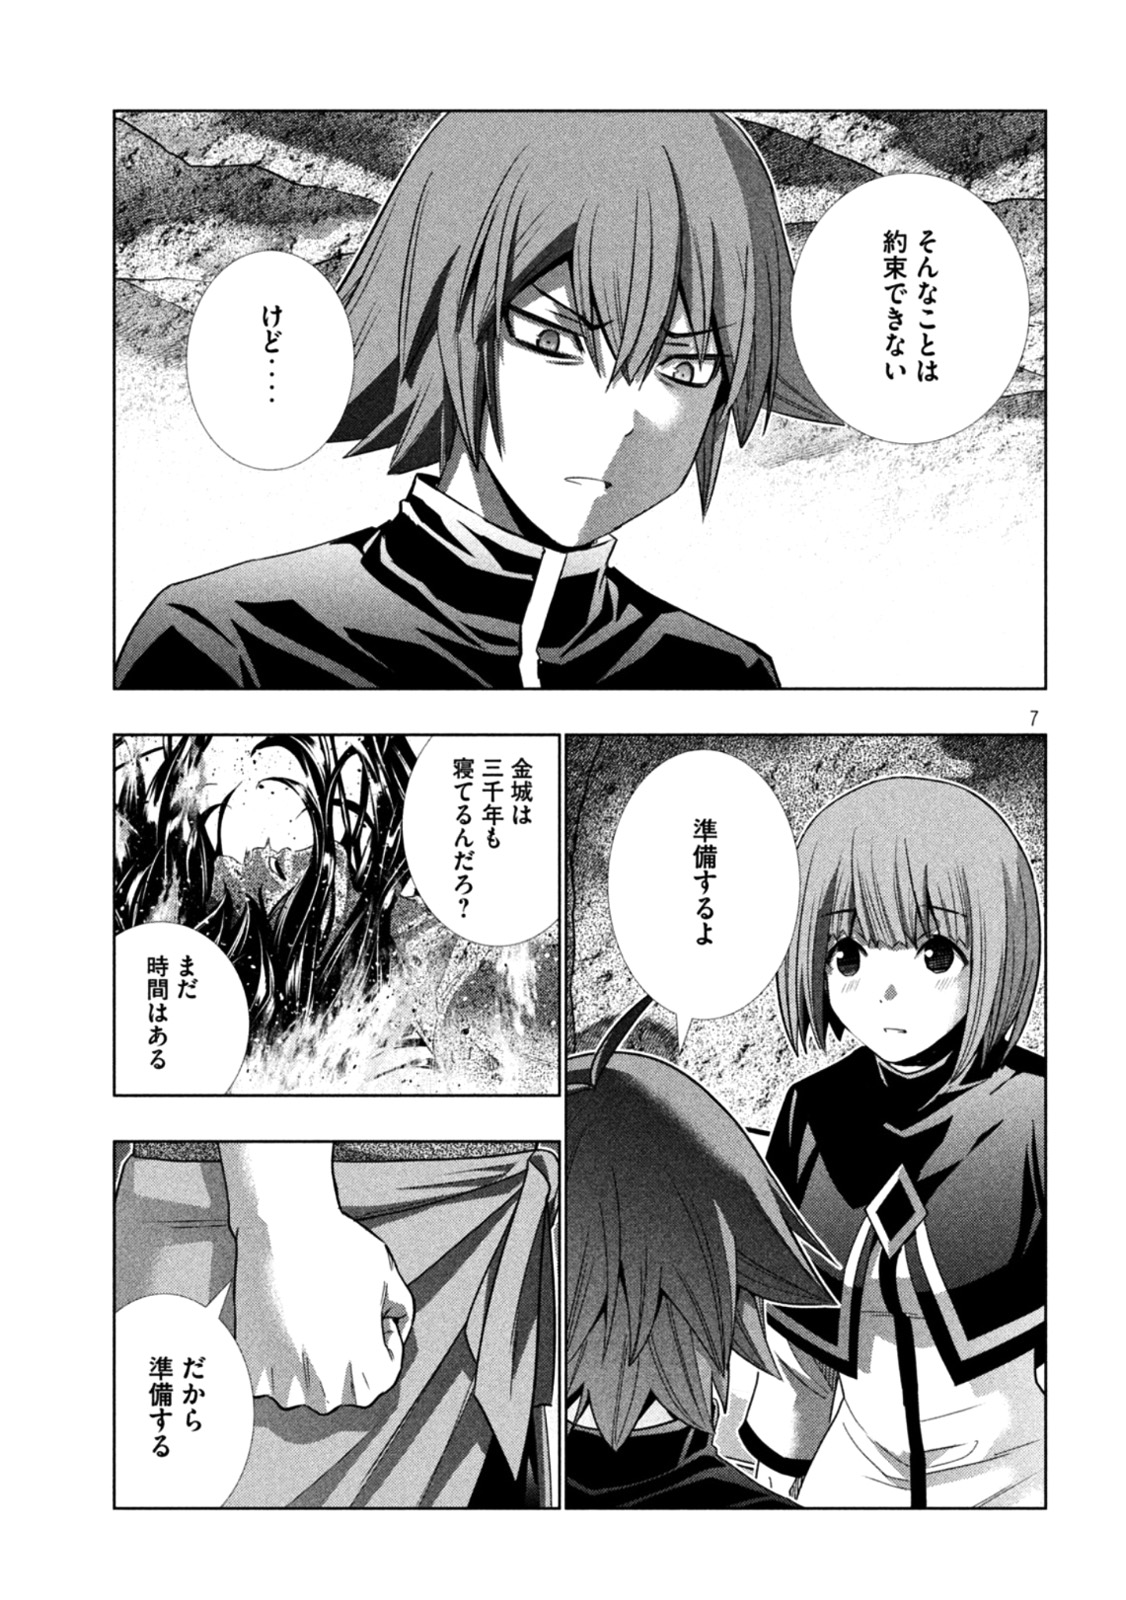 そんなことは
約束できない
けど‥‥
7
準備するよ
金城は
三千年も
寝てるんだろ?
まだ
時間はある
だから
準備する